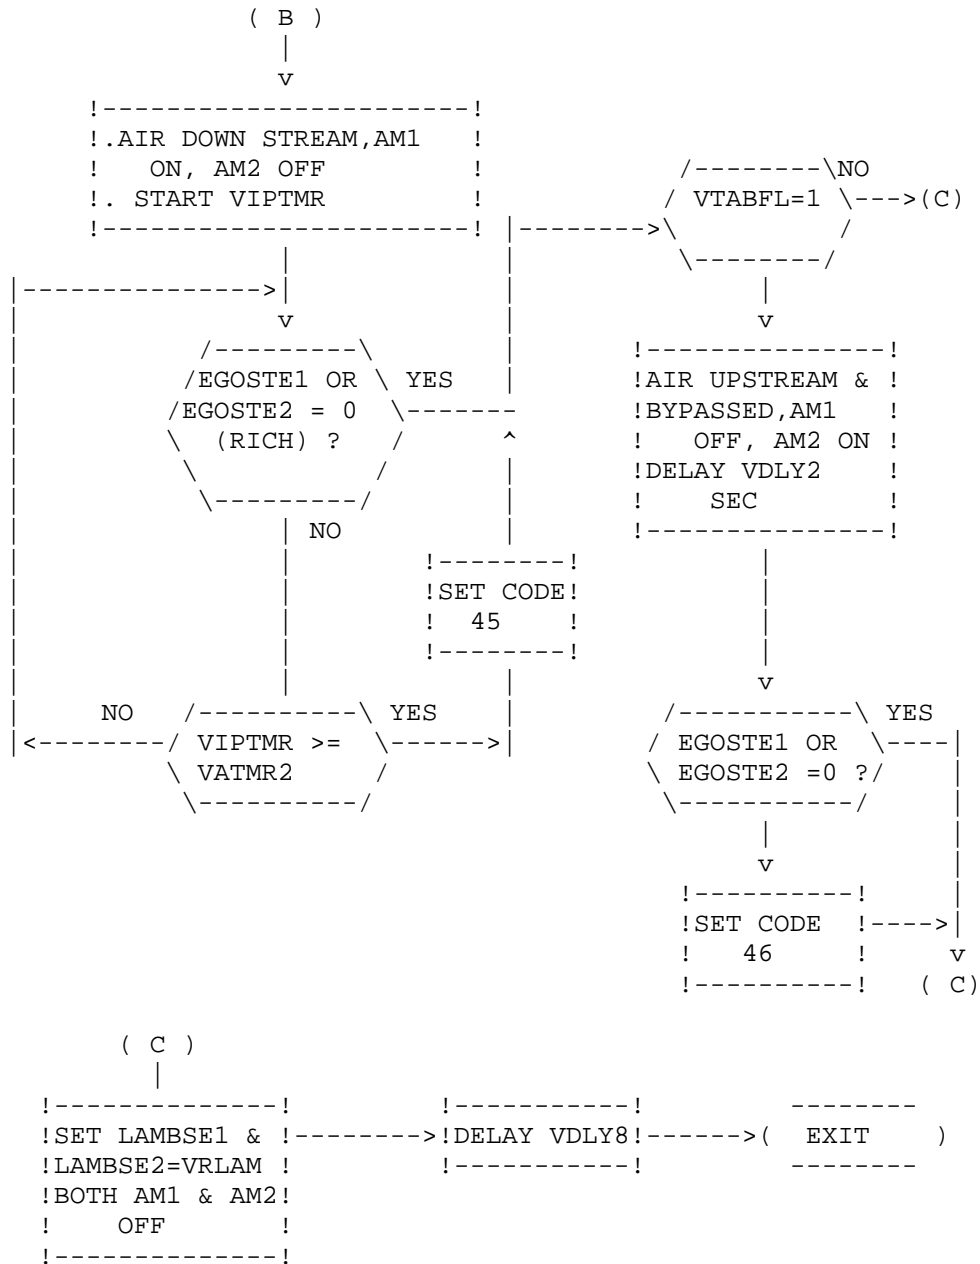 ( B )
.AIR DOWN STREAM,AM1
ON, AM2 OFF
. START VIPTMR
NO
VTABFL=1
(C)
EGOSTE1 OR
EGOSTE2 = 0
(RICH) ?
YES
NO
AIR UPSTREAM &
BYPASSED,AM1
OFF, AM2 ON
DELAY VDLY2
SEC
SET CODE
45
NO
VIPTMR >=
VATMR2
YES
EGOSTE1 OR
EGOSTE2 =0 ?
YES
SET CODE
46
( C)
( C )
SET LAMBSE1 &
LAMBSE2=VRLAM
BOTH AM1 & AM2
OFF
DELAY VDLY8
( EXIT )